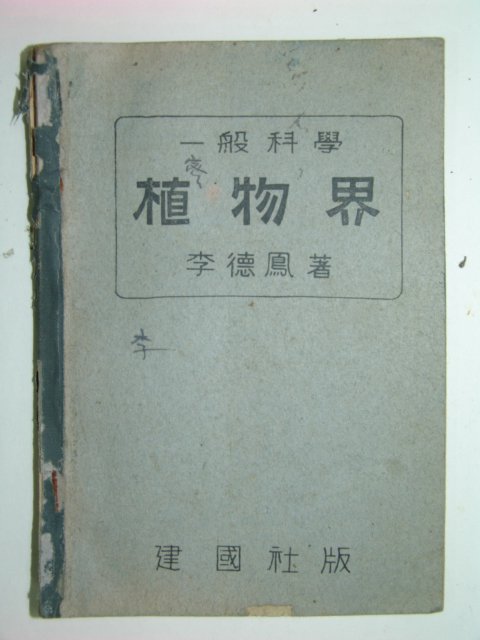 一般科學
植物界
李德鳳著
李
建國社版